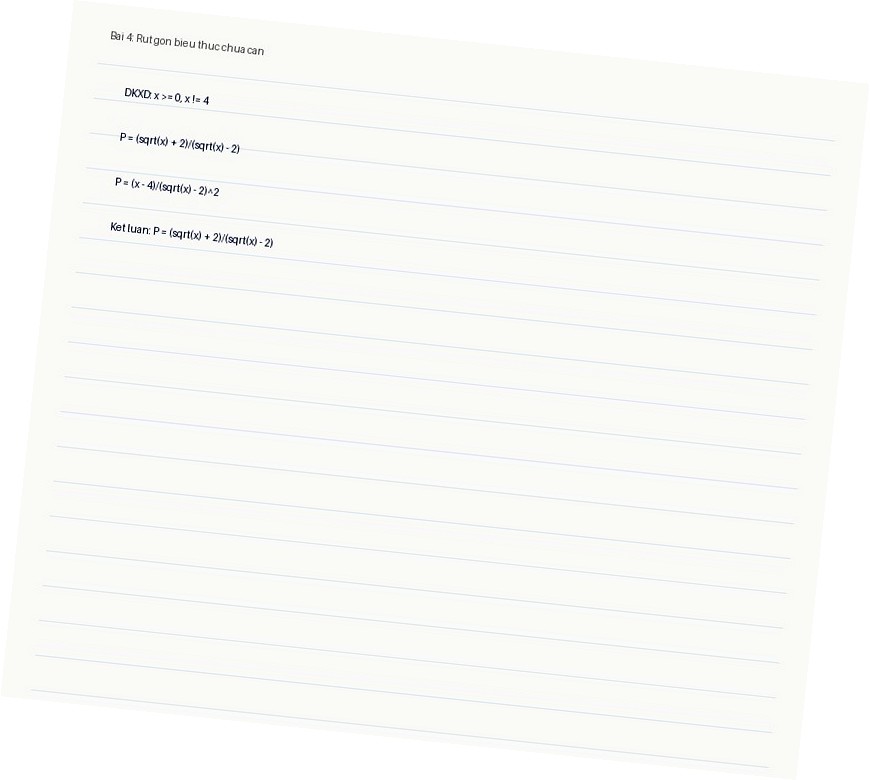 Bai 4: Rut gon bieu thuc chua can
DKXD: x >= 0, x != 4
P = (sqrt(x) + 2)/(sqrt(x) - 2)
P = (x - 4)/(sqrt(x) - 2)^2
Ket luan: P = (sqrt(x) + 2)/(sqrt(x) - 2)